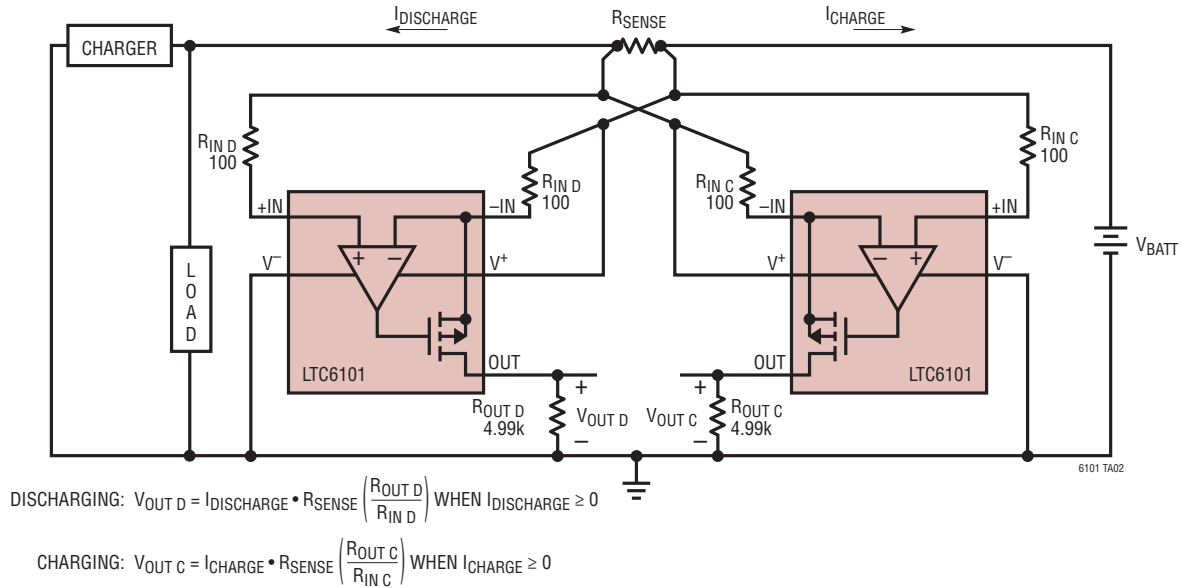 IDISCHARGE
RSENSE
ICHARGE
CHARGER
RIN D
100
RIN D
100
RIN C
100
RIN C
100
+IN
–IN
–IN
+IN
V–
V+
V+
V–
+ –
– +
LOAD
VBATT
OUT
OUT
LTC6101
LTC6101
ROUT D
4.99k
+
VOUT D
–
+
VOUT C
–
ROUT C
4.99k
6101 TA02
DISCHARGING: VOUT D = IDISCHARGE • RSENSE (ROUT D / RIN D) WHEN IDISCHARGE ≥ 0
CHARGING: VOUT C = ICHARGE • RSENSE (ROUT C / RIN C) WHEN ICHARGE ≥ 0